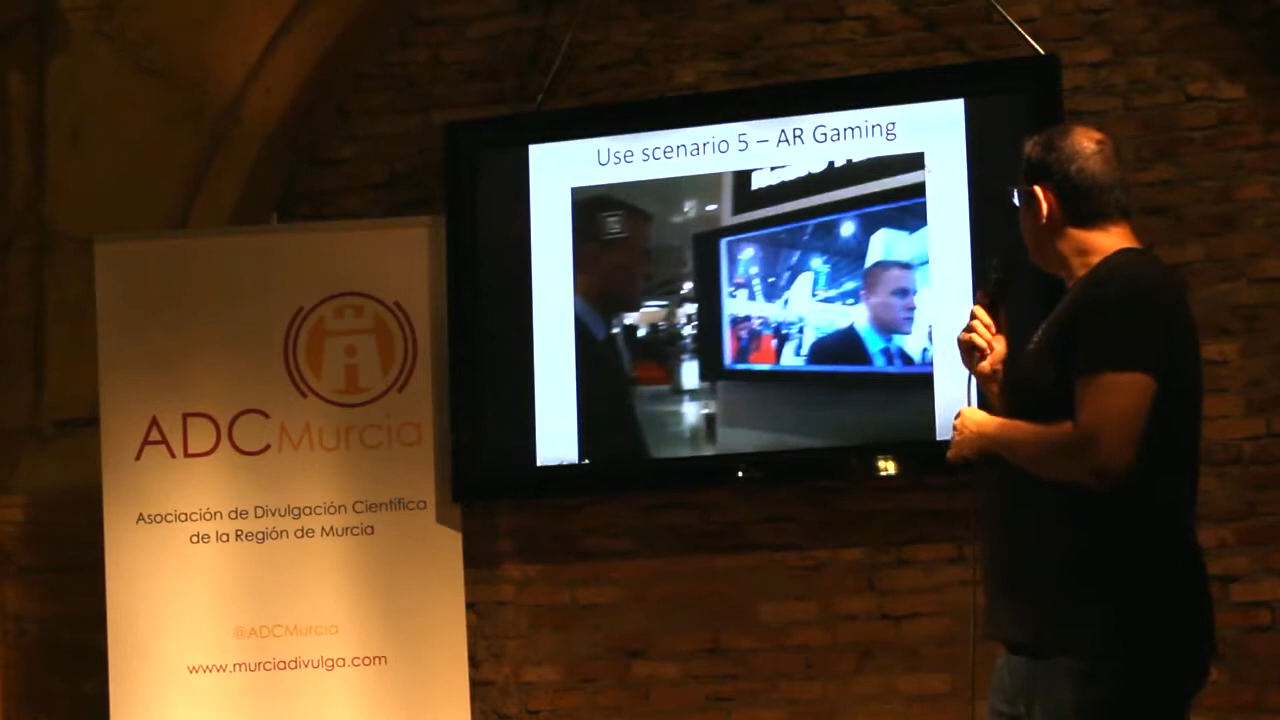 Use scenario 5 – AR Gaming
ADCMurcia
Asociación de Divulgación Científica
de la Región de Murcia
@ADCMurcia
www.murciadivulga.com